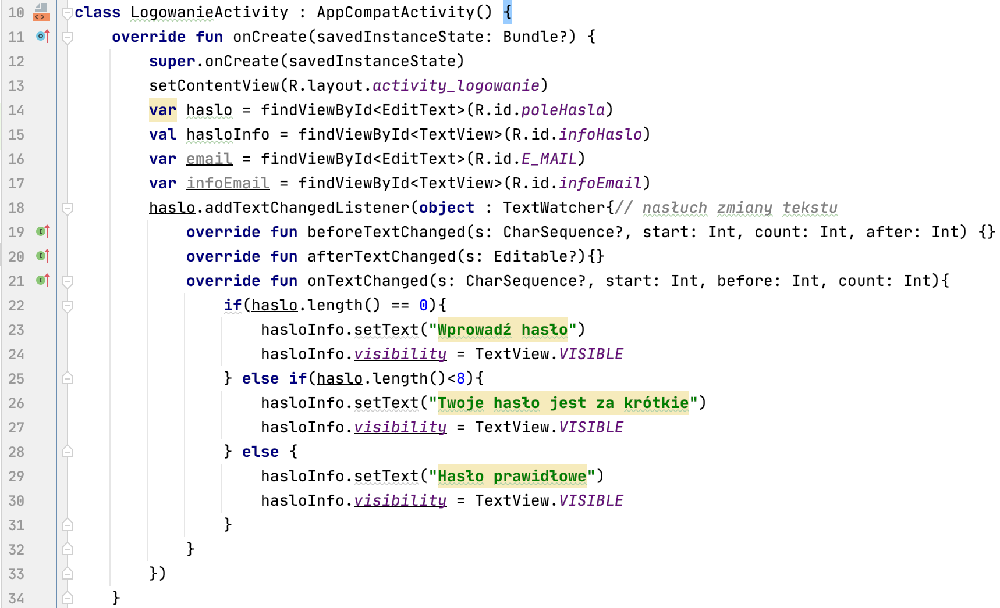 10 class LogowanieActivity : AppCompatActivity() {
11     override fun onCreate(savedInstanceState: Bundle?) {
12         super.onCreate(savedInstanceState)
13         setContentView(R.layout.activity_logowanie)
14         var haslo = findViewById<EditText>(R.id.poleHasla)
15         val hasloInfo = findViewById<TextView>(R.id.infoHaslo)
16         var email = findViewById<EditText>(R.id.E_MAIL)
17         var infoEmail = findViewById<TextView>(R.id.infoEmail)
18         haslo.addTextChangedListener(object : TextWatcher{// nasłuch zmiany tekstu
19             override fun beforeTextChanged(s: CharSequence?, start: Int, count: Int, after: Int) {}
20             override fun afterTextChanged(s: Editable?){}
21             override fun onTextChanged(s: CharSequence?, start: Int, before: Int, count: Int){
22                 if(haslo.length() == 0){
23                     hasloInfo.setText("Wprowadź hasło")
24                     hasloInfo.visibility = TextView.VISIBLE
25                 } else if(haslo.length()<8){
26                     hasloInfo.setText("Twoje hasło jest za krótkie")
27                     hasloInfo.visibility = TextView.VISIBLE
28                 } else {
29                     hasloInfo.setText("Hasło prawidłowe")
30                     hasloInfo.visibility = TextView.VISIBLE
31                 }
32             }
33         })
34     }